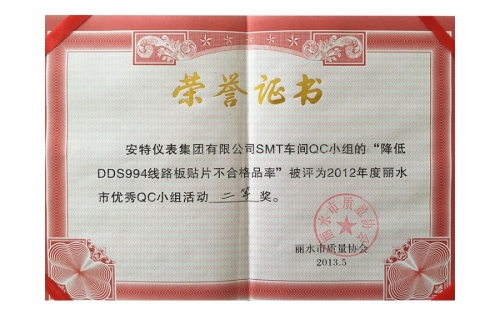 荣誉证书
安特仪表集团有限公司SMT车间QC小组的“降低
DDS994线路板贴片不合格品率”被评为2012年度丽水
市优秀QC小组活动二等奖。
丽水市质量协会
丽水市质量协会
2013.5